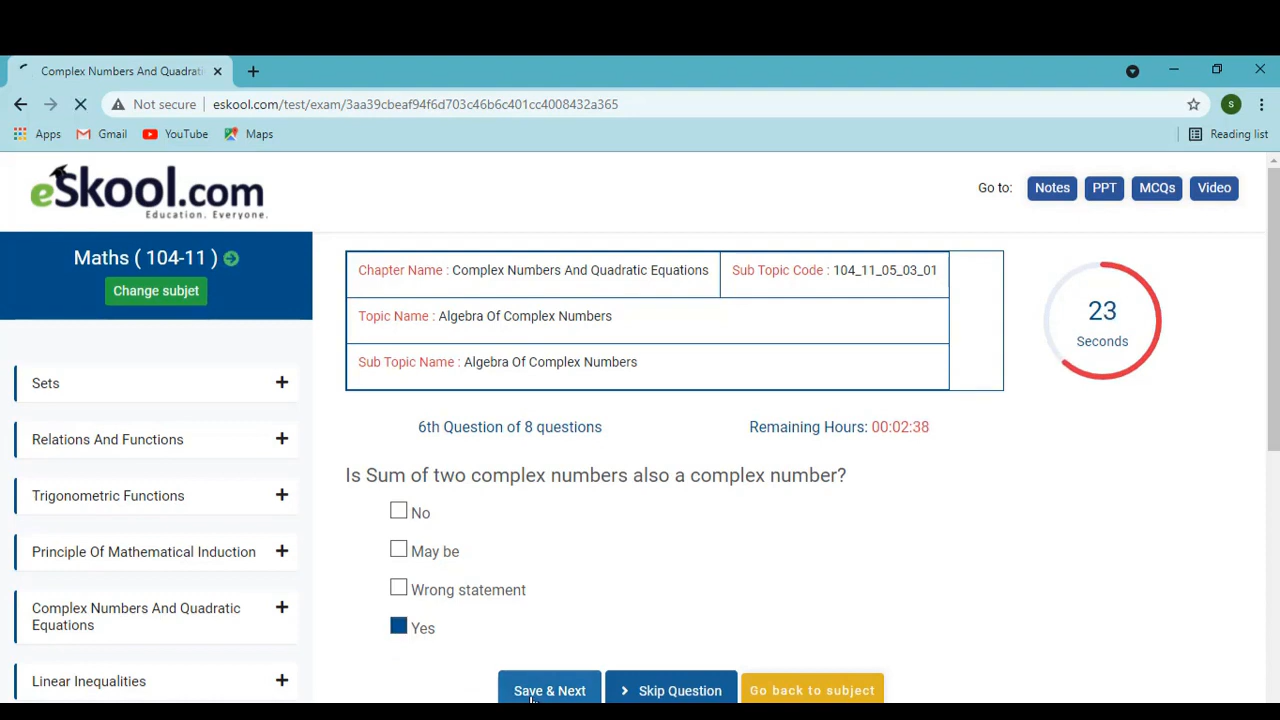 Complex Numbers And Quadrati
Not secure
eskool.com/test/exam/3aa39cbeaf94f6d703c46b6c401cc4008432a365
S
Apps
Gmail
YouTube
Maps
Reading list
eSkool.com
Education. Everyone.
Go to:
Notes
PPT
MCQs
Video
Maths ( 104-11 )
Change subjet
Chapter Name : Complex Numbers And Quadratic Equations
Sub Topic Code : 104_11_05_03_01
Topic Name : Algebra Of Complex Numbers
Sub Topic Name : Algebra Of Complex Numbers
23
Seconds
Sets
Relations And Functions
Trigonometric Functions
Principle Of Mathematical Induction
Complex Numbers And Quadratic
Equations
Linear Inequalities
6th Question of 8 questions
Remaining Hours: 00:02:38
Is Sum of two complex numbers also a complex number?
No
May be
Wrong statement
Yes
Save & Next
Skip Question
Go back to subject